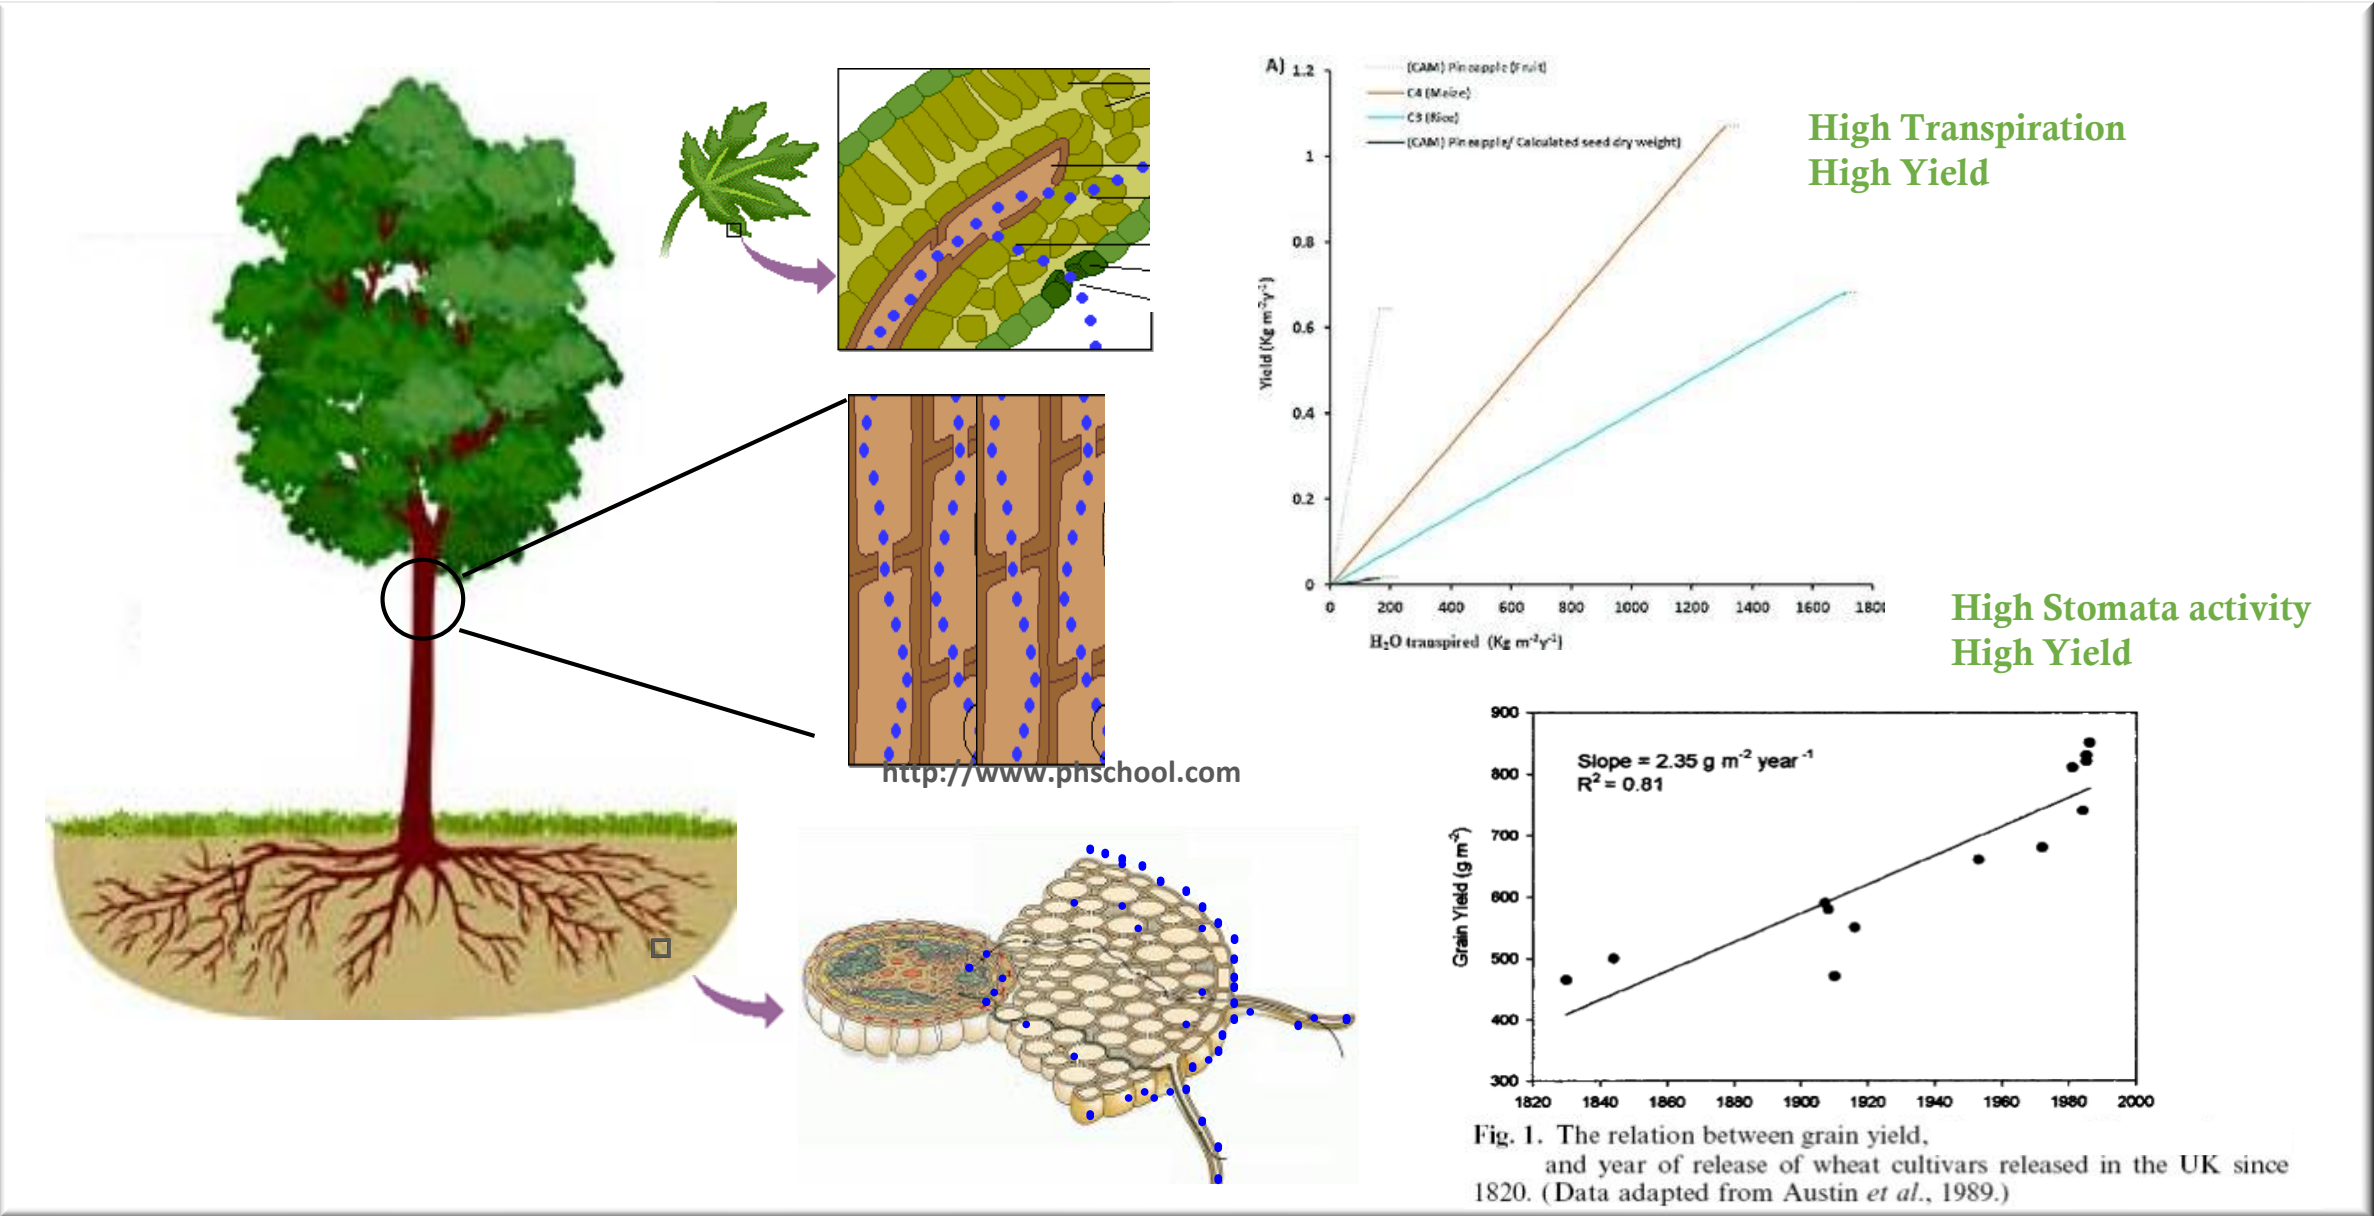 A)
(CAM) Pineapple (Fruit)
C4 (Maize)
C3 (Rice)
(CAM) Pineapple/ Calculated seed dry weight)
1.2
1
0.8
0.6
0.4
0.2
0
Yield (Kg m⁻²y⁻¹)
0 200 400 600 800 1000 1200 1400 1600 1800
H₂O transpired (Kg m⁻²y⁻¹)
High Transpiration
High Yield
High Stomata activity
High Yield
http://www.phschool.com
900
800
700
600
500
400
300
Grain Yield (g m⁻²)
Slope = 2.35 g m⁻² year⁻¹
R² = 0.81
1820 1840 1860 1880 1900 1920 1940 1960 1980 2000
Fig. 1. The relation between grain yield,
and year of release of wheat cultivars released in the UK since
1820. (Data adapted from Austin et al., 1989.)